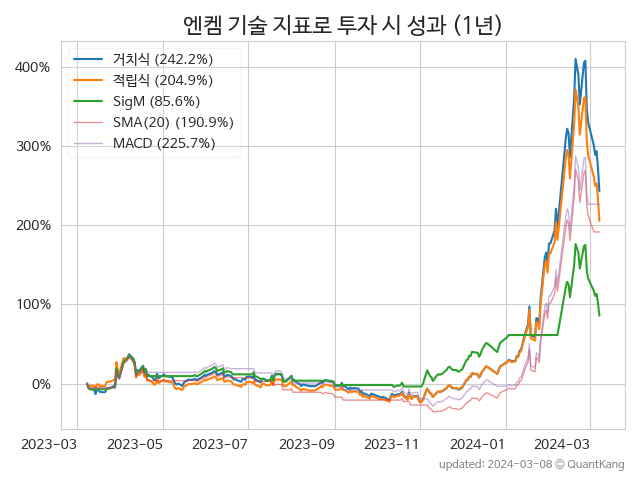 엔켐 기술 지표로 투자 시 성과 (1년)
거치식 (242.2%)
적립식 (204.9%)
SigM (85.6%)
SMA(20) (190.9%)
MACD (225.7%)
400%
300%
200%
100%
0%
2023-03 2023-05 2023-07 2023-09 2023-11 2024-01 2024-03
updated: 2024-03-08 © QuantKang